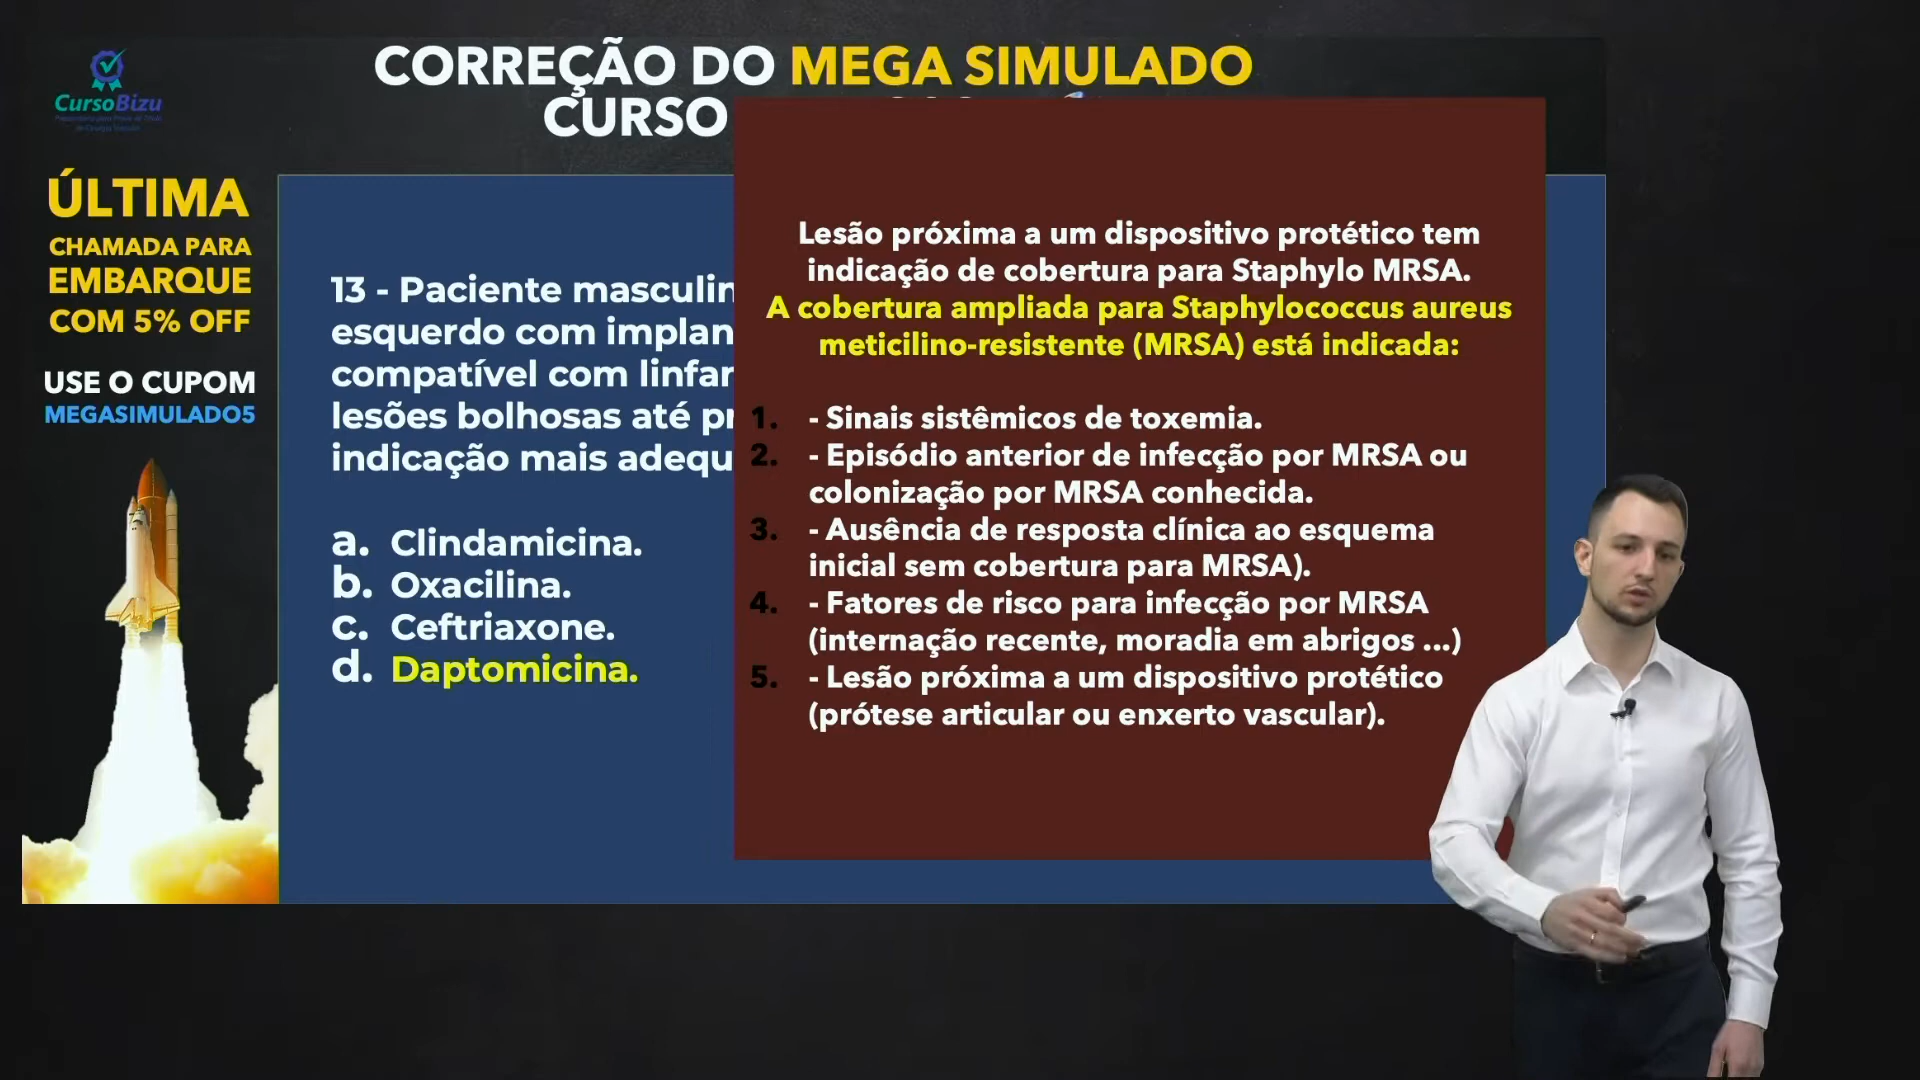 CORREÇÃO DO MEGA SIMULADO
CURSO
CursoBizu
ÚLTIMA
CHAMADA PARA
EMBARQUE
COM 5% OFF
USE O CUPOM
MEGASIMULADO5
13 - Paciente masculin
esquerdo com implan
compatível com linfan
lesões bolhosas até pr
indicação mais adequ
a. Clindamicina.
b. Oxacilina.
c. Ceftriaxone.
d. Daptomicina.
Lesão próxima a um dispositivo protético tem
indicação de cobertura para Staphylo MRSA.
A cobertura ampliada para Staphylococcus aureus
meticilino-resistente (MRSA) está indicada:
1. - Sinais sistêmicos de toxemia.
2. - Episódio anterior de infecção por MRSA ou
colonização por MRSA conhecida.
3. - Ausência de resposta clínica ao esquema
inicial sem cobertura para MRSA).
4. - Fatores de risco para infecção por MRSA
(internação recente, moradia em abrigos ...)
5. - Lesão próxima a um dispositivo protético
(prótese articular ou enxerto vascular).